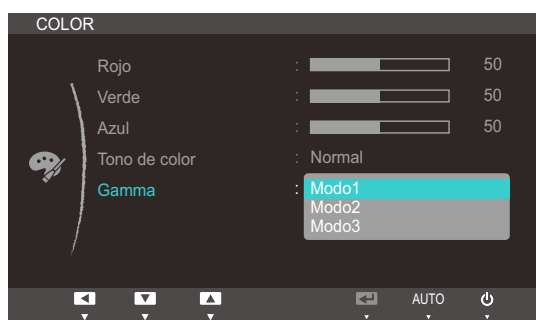 COLOR
Rojo : 50
Verde : 50
Azul : 50
Tono de color : Normal
Gamma : Modo1
Modo2
Modo3
AUTO